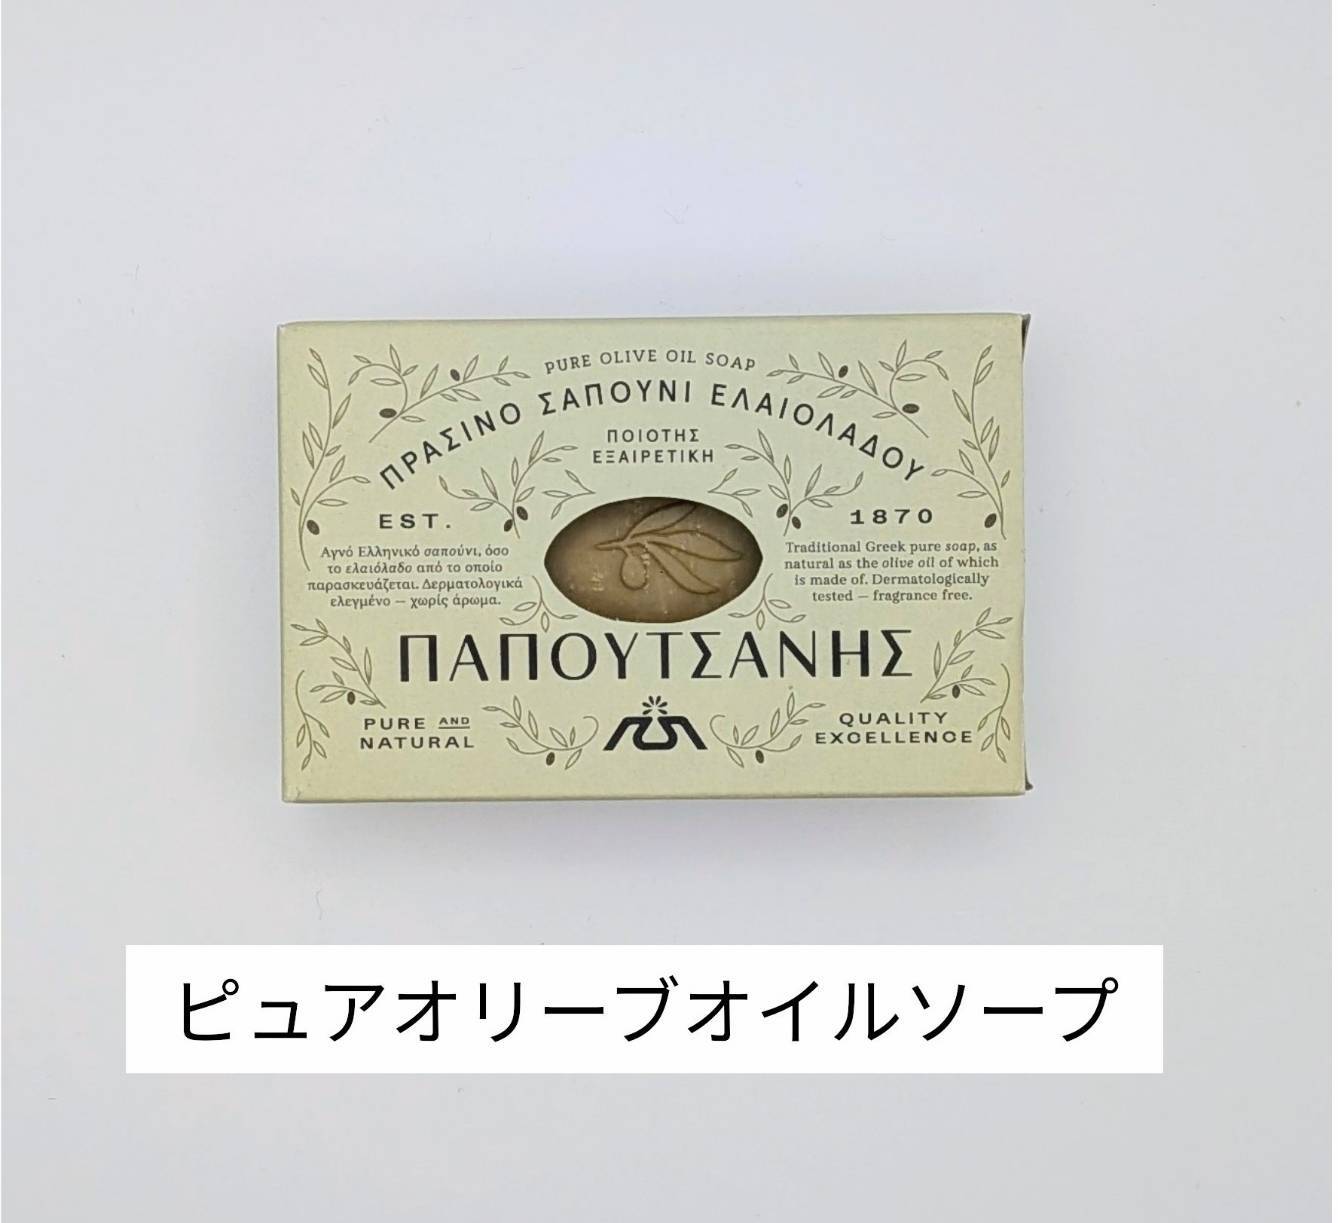 PURE OLIVE OIL SOAP
ΠΡΑΣΙΝΟ ΣΑΠΟΥΝΙ ΕΛΑΙΟΛΑΔΟΥ
ΠΟΙΟΤΗΣ
ΕΞΑΙΡΕΤΙΚΗ
EST.
1870
Αγνό Ελληνικό σαπούνι, όσο
το ελαιόλαδο από το οποίο
παρασκευάζεται. Δερματολογικά
ελεγμένο – χωρίς άρωμα.
Traditional Greek pure soap, as
natural as the olive oil of which
is made of. Dermatologically
tested – fragrance free.
ΠΑΠΟΥΤΣΑΝΗΣ
PURE AND
NATURAL
QUALITY
EXCELLENCE
ピュアオリーブオイルソープ